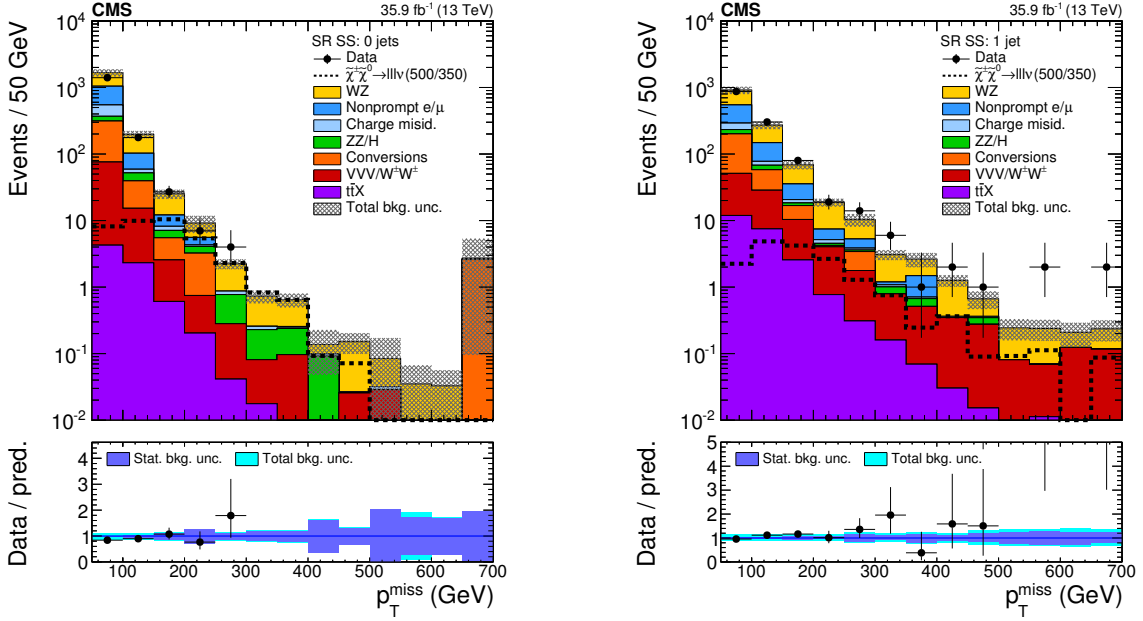 CMS 35.9 fb⁻¹ (13 TeV)
Events / 50 GeV
10⁴
10³
10²
10
1
10⁻¹
10⁻²
SR SS: 0 jets
Data
χ̃±χ̃⁰→lllν (500/350)
WZ
Nonprompt e/μ
Charge misid.
ZZ/H
Conversions
VVV/W±W±
tt̄X
Total bkg. unc.
Data / pred.
4
3
2
1
0
Stat. bkg. unc. Total bkg. unc.
100 200 300 400 500 600 700
p_T^miss (GeV)
CMS 35.9 fb⁻¹ (13 TeV)
Events / 50 GeV
10⁴
10³
10²
10
1
10⁻¹
10⁻²
SR SS: 1 jet
Data
χ̃±χ̃⁰→lllν (500/350)
WZ
Nonprompt e/μ
Charge misid.
ZZ/H
Conversions
VVV/W±W±
tt̄X
Total bkg. unc.
Data / pred.
5
4
3
2
1
0
Stat. bkg. unc. Total bkg. unc.
100 200 300 400 500 600 700
p_T^miss (GeV)